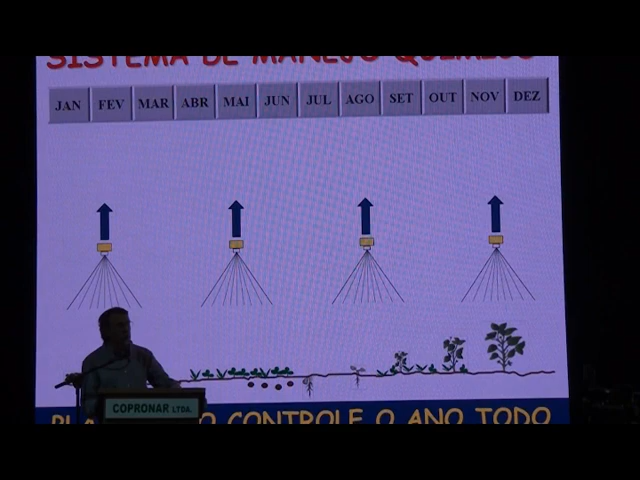 SISTEMA DE MANEJO QUÍMICO
JAN FEV MAR ABR MAI JUN JUL AGO SET OUT NOV DEZ
COPRONAR LTDA.
CONTROLE O ANO TODO